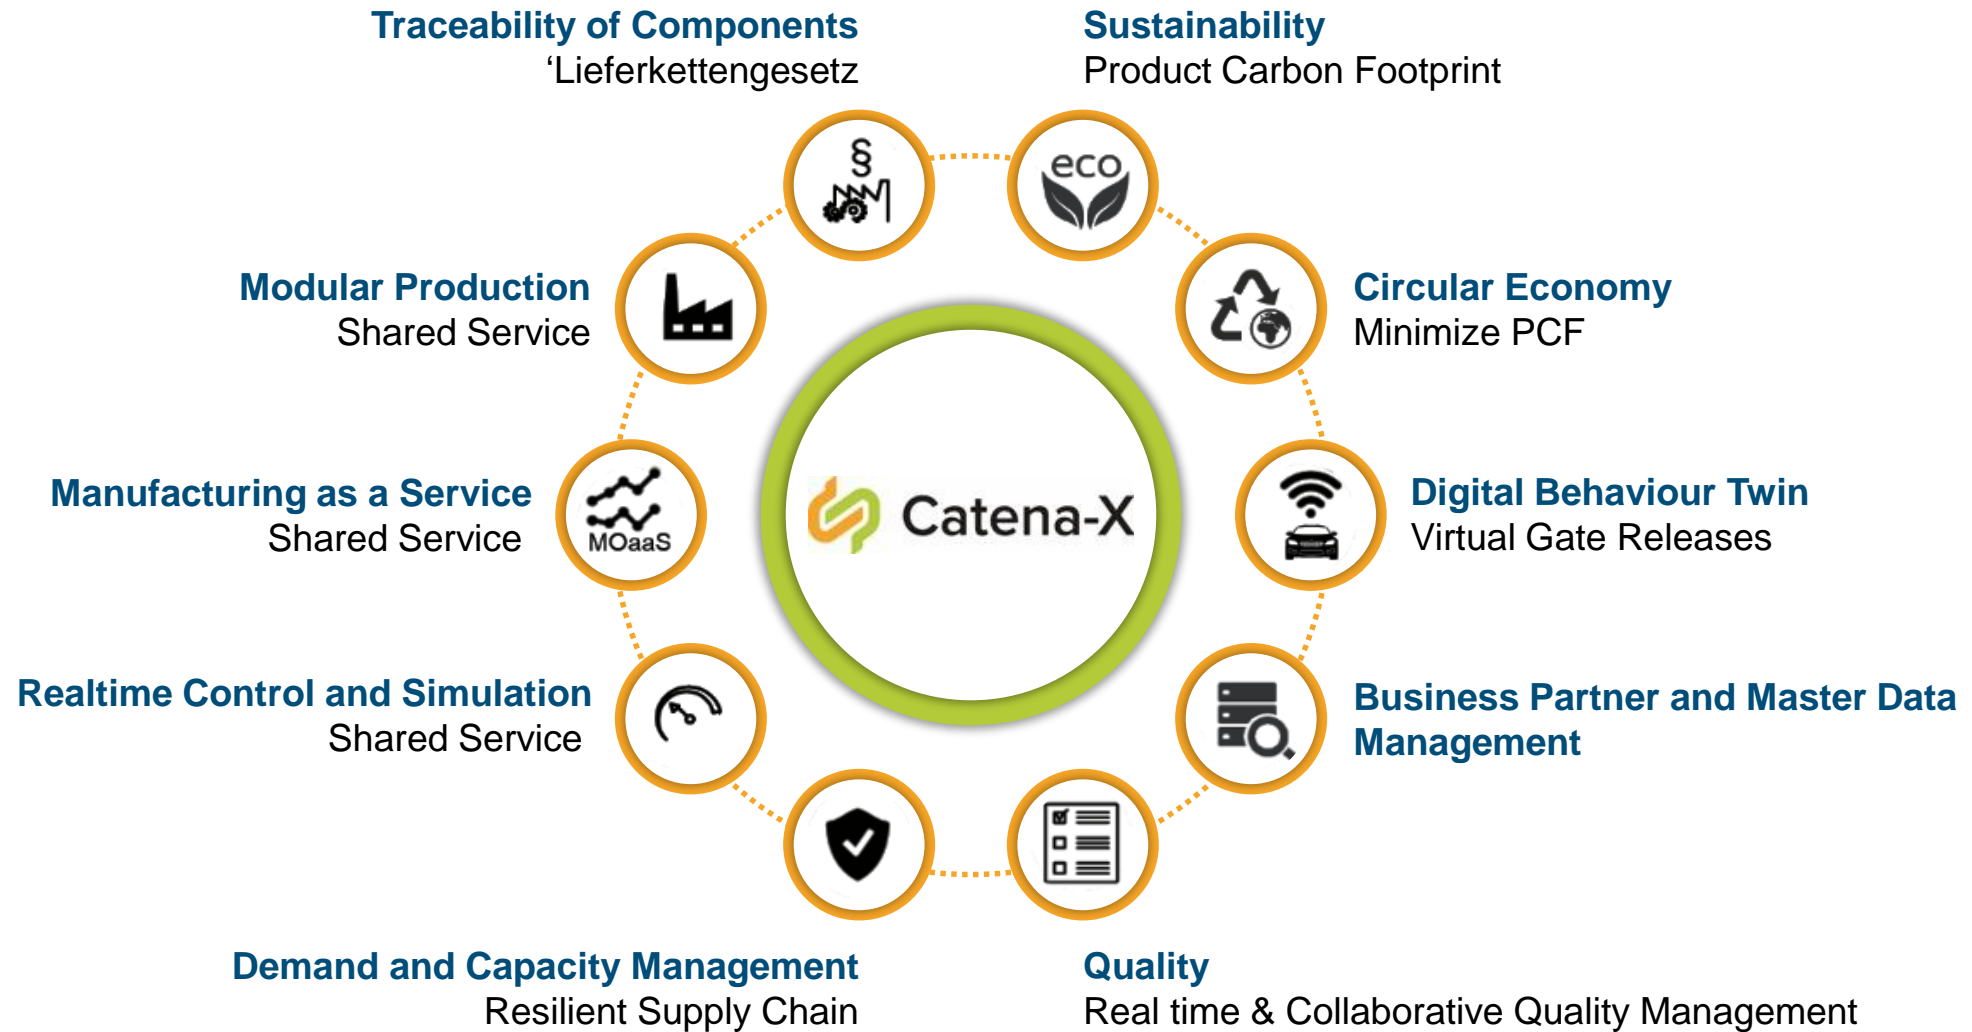 Traceability of Components
‘Lieferkettengesetz
Sustainability
Product Carbon Footprint
§
eco
Modular Production
Shared Service
Circular Economy
Minimize PCF
Manufacturing as a Service
Shared Service
MOaaS
Catena-X
Digital Behaviour Twin
Virtual Gate Releases
Realtime Control and Simulation
Shared Service
Business Partner and Master Data
Management
Demand and Capacity Management
Resilient Supply Chain
Quality
Real time & Collaborative Quality Management